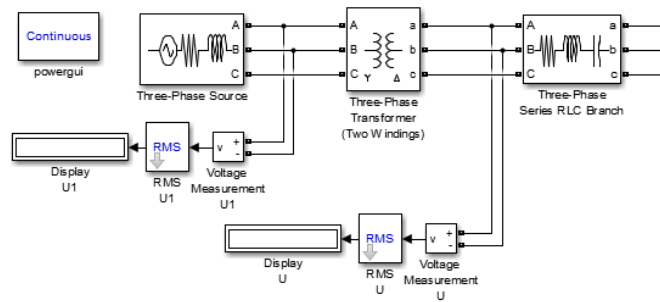 Continuous
powergui
A
B
C
Three-Phase Source
A
B
C
a
b
c
Y
Δ
Three-Phase
Transformer
(Two Windings)
A
B
C
a
b
c
Three-Phase
Series RLC Branch
Display
U1
RMS
RMS
U1
v
+
-
Voltage
Measurement
U1
Display
U
RMS
RMS
U
v
+
-
Voltage
Measurement
U